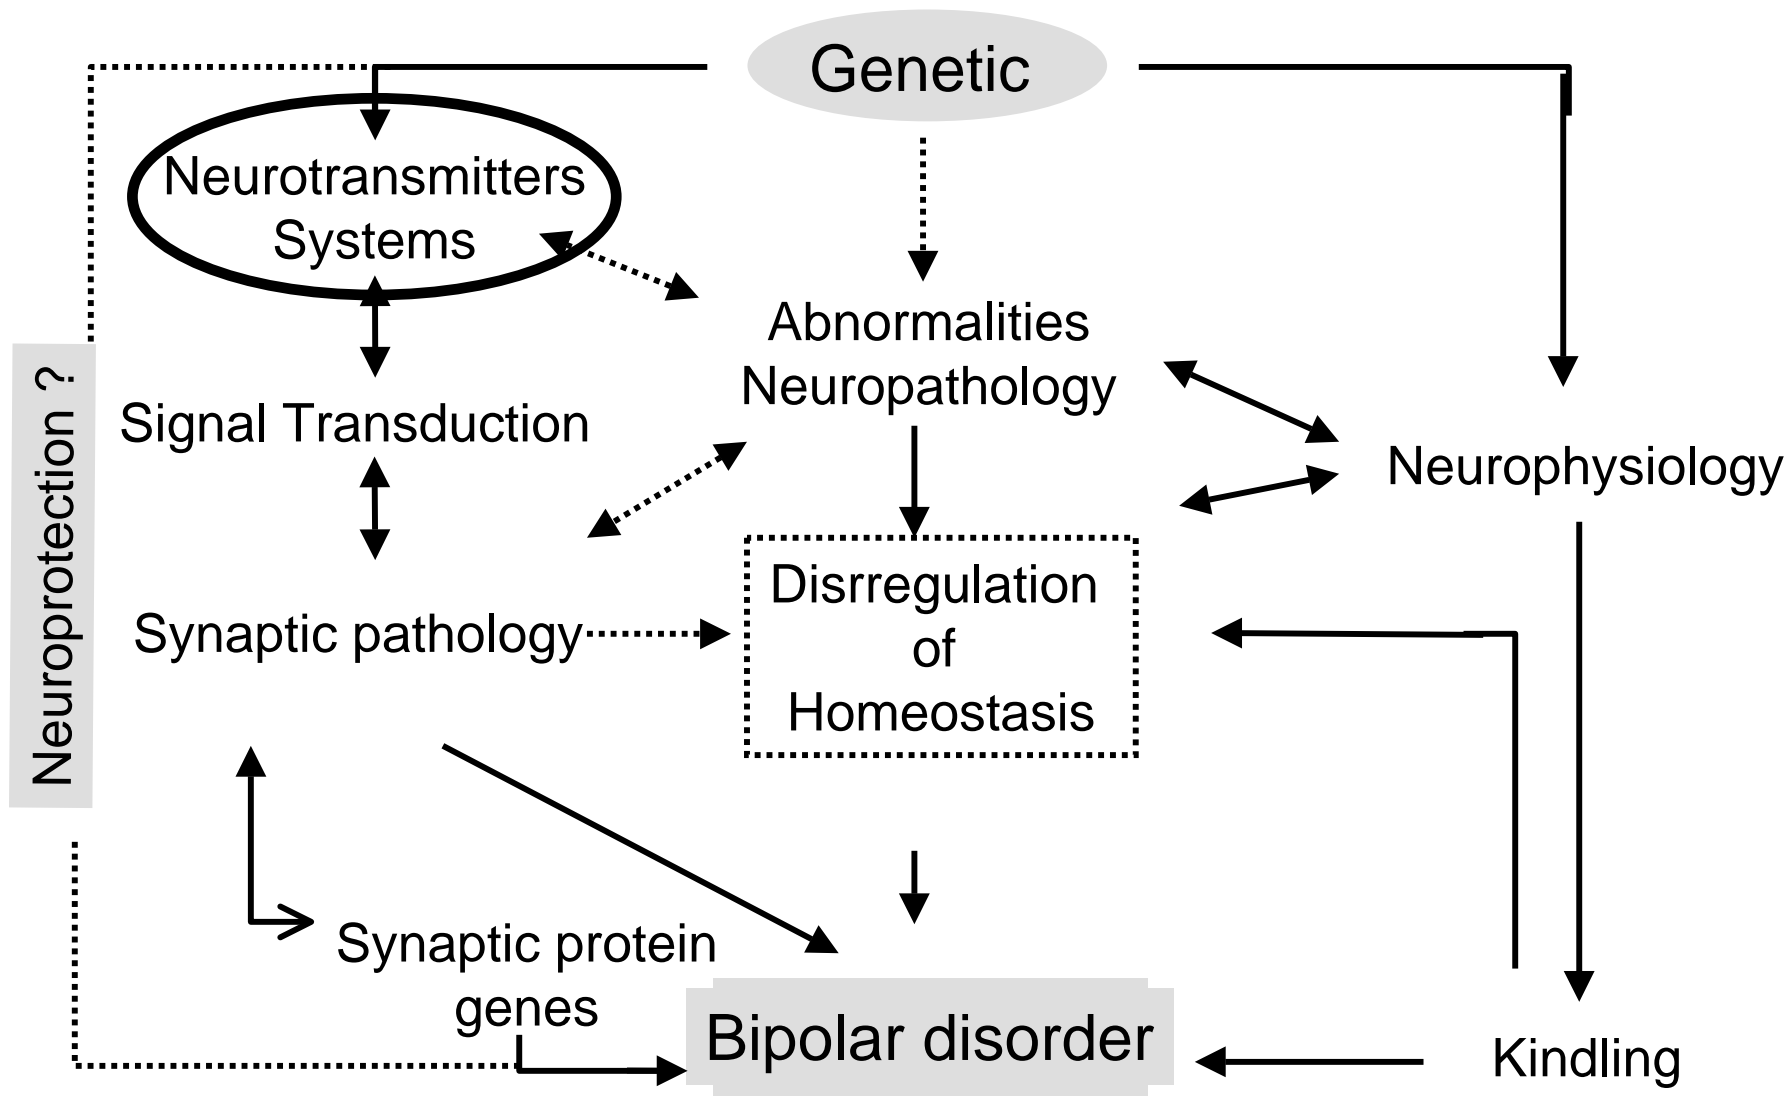 Genetic
Neurotransmitters
Systems
Abnormalities
Neuropathology
Neuroprotection ?
Signal Transduction
Neurophysiology
Disrregulation
of
Homeostasis
Synaptic pathology
Synaptic protein
genes
Bipolar disorder
Kindling